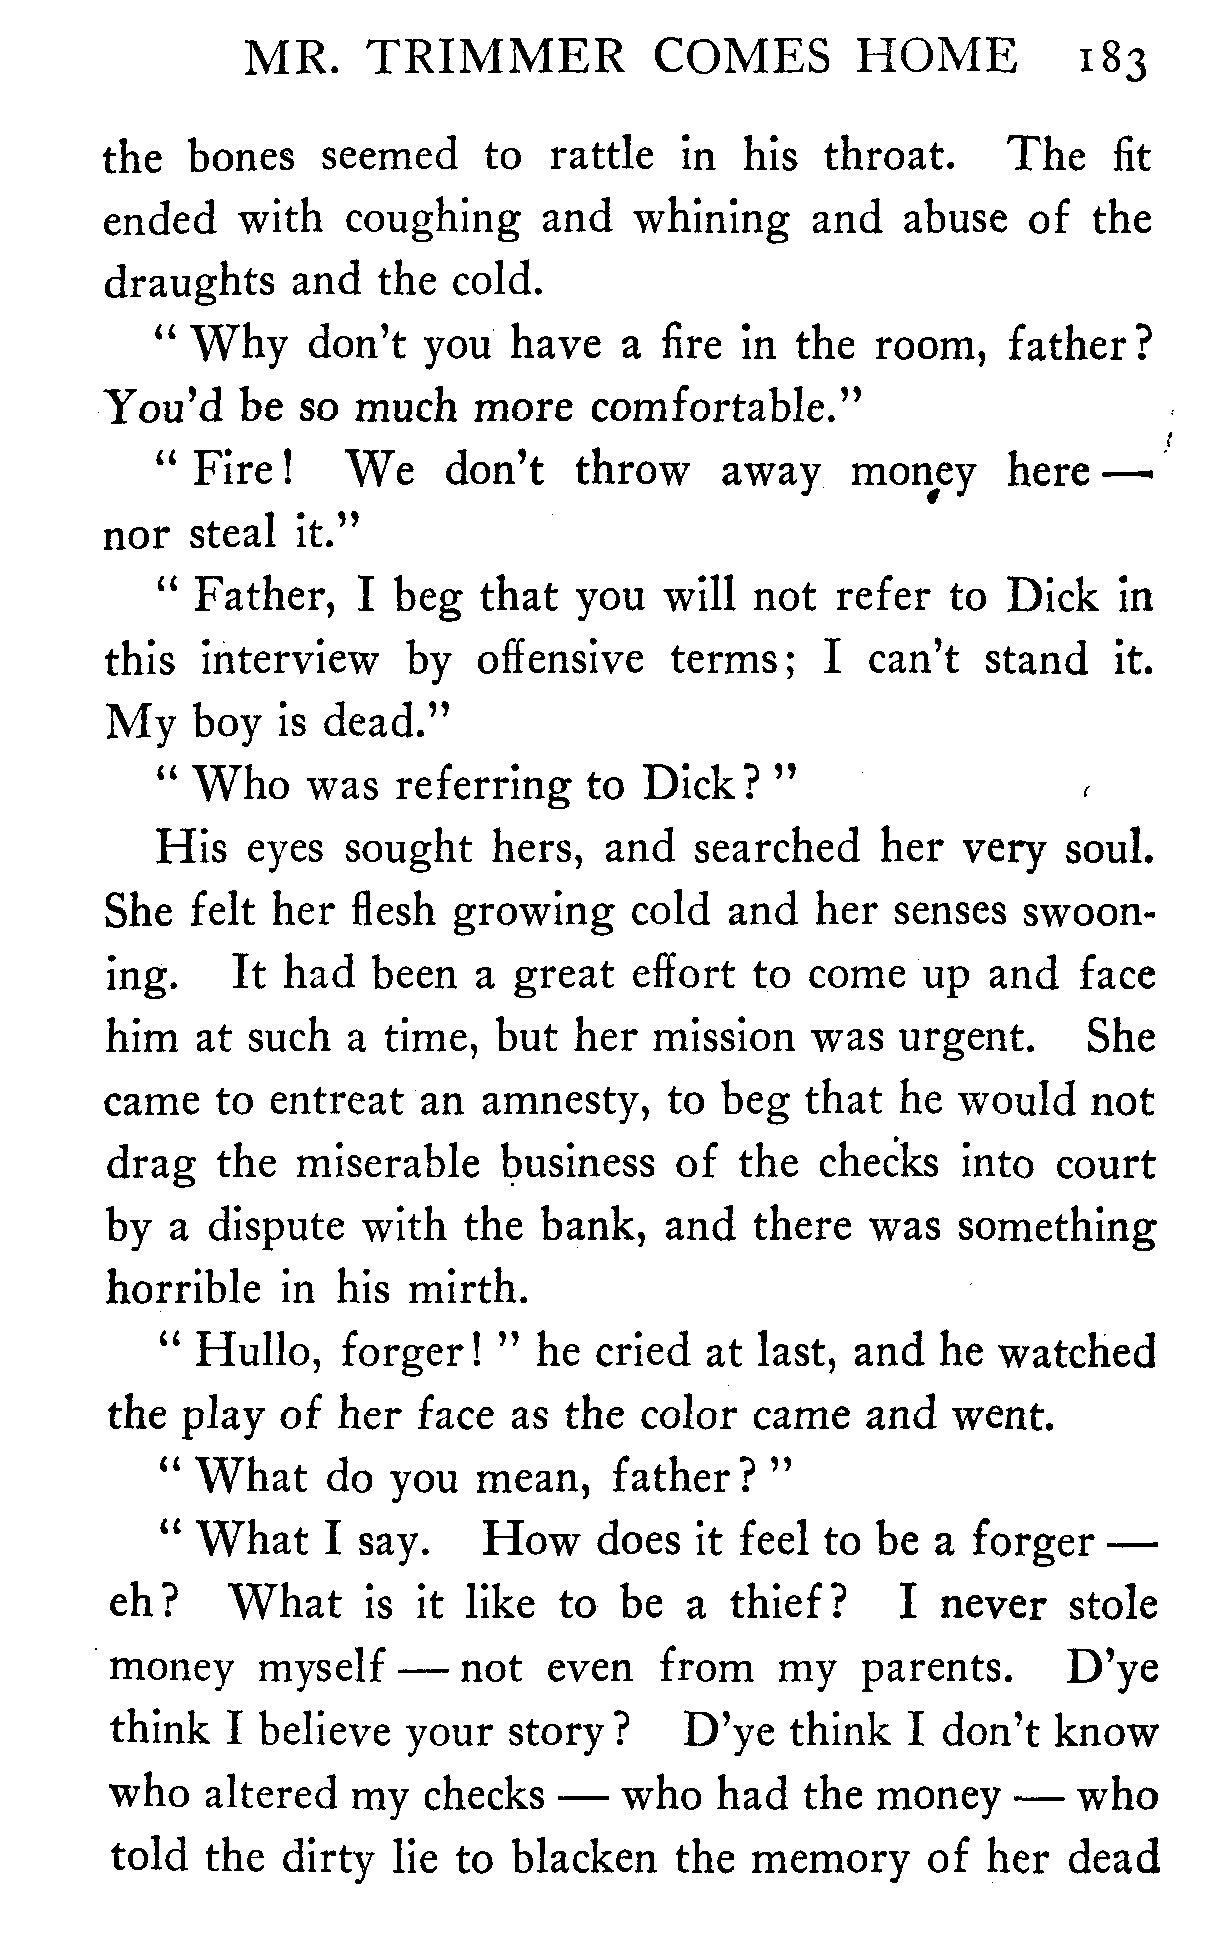 MR. TRIMMER COMES HOME 183
the bones seemed to rattle in his throat. The fit
ended with coughing and whining and abuse of the
draughts and the cold.
" Why don't you have a fire in the room, father?
You'd be so much more comfortable."
" Fire! We don't throw away money here —
nor steal it."
" Father, I beg that you will not refer to Dick in
this interview by offensive terms; I can't stand it.
My boy is dead."
" Who was referring to Dick? "
His eyes sought hers, and searched her very soul.
She felt her flesh growing cold and her senses swoon-
ing. It had been a great effort to come up and face
him at such a time, but her mission was urgent. She
came to entreat an amnesty, to beg that he would not
drag the miserable business of the checks into court
by a dispute with the bank, and there was something
horrible in his mirth.
" Hullo, forger! " he cried at last, and he watched
the play of her face as the color came and went.
" What do you mean, father? "
" What I say. How does it feel to be a forger —
eh? What is it like to be a thief? I never stole
money myself — not even from my parents. D'ye
think I believe your story? D'ye think I don't know
who altered my checks — who had the money — who
told the dirty lie to blacken the memory of her dead